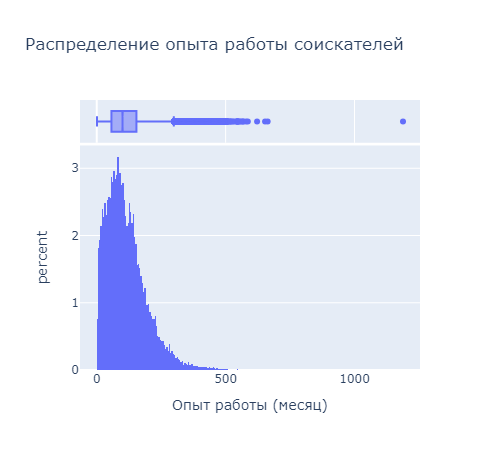 Распределение опыта работы соискателей
3
2
1
0
percent
0
500
1000
Опыт работы (месяц)